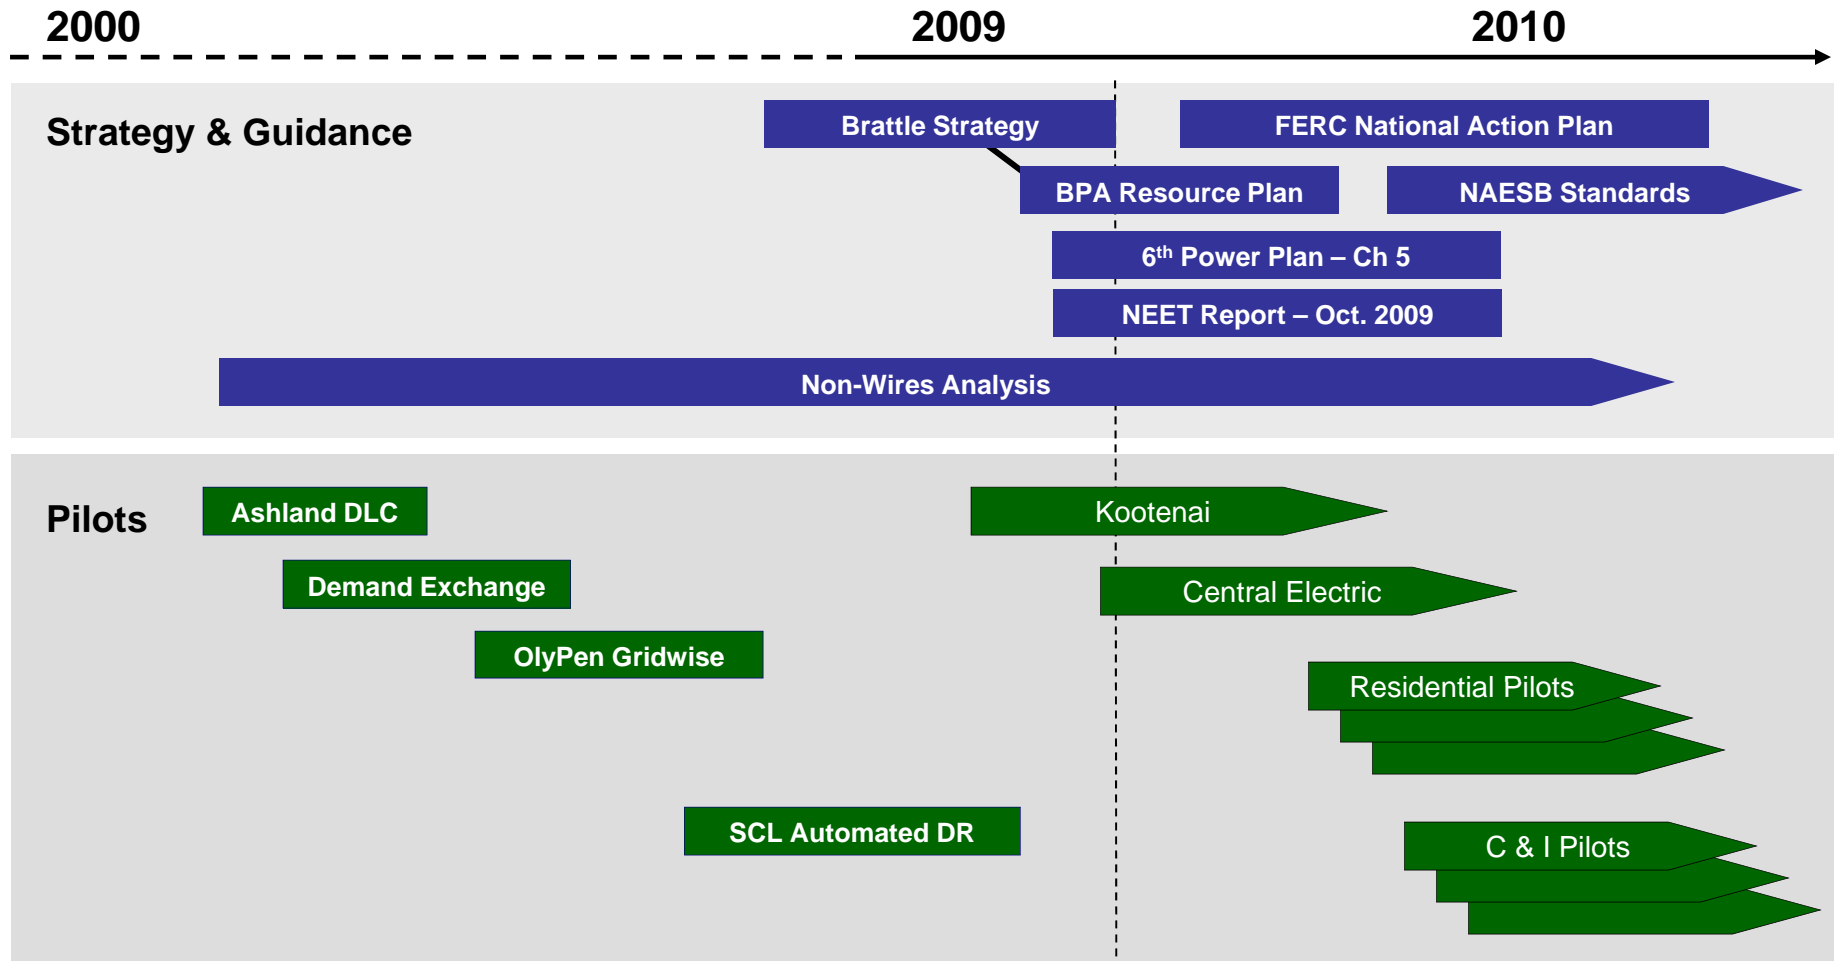 2000
2009
2010
Strategy & Guidance
Brattle Strategy
FERC National Action Plan
BPA Resource Plan
NAESB Standards
6th Power Plan – Ch 5
NEET Report – Oct. 2009
Non-Wires Analysis
Pilots
Ashland DLC
Kootenai
Demand Exchange
Central Electric
OlyPen Gridwise
Residential Pilots
SCL Automated DR
C & I Pilots